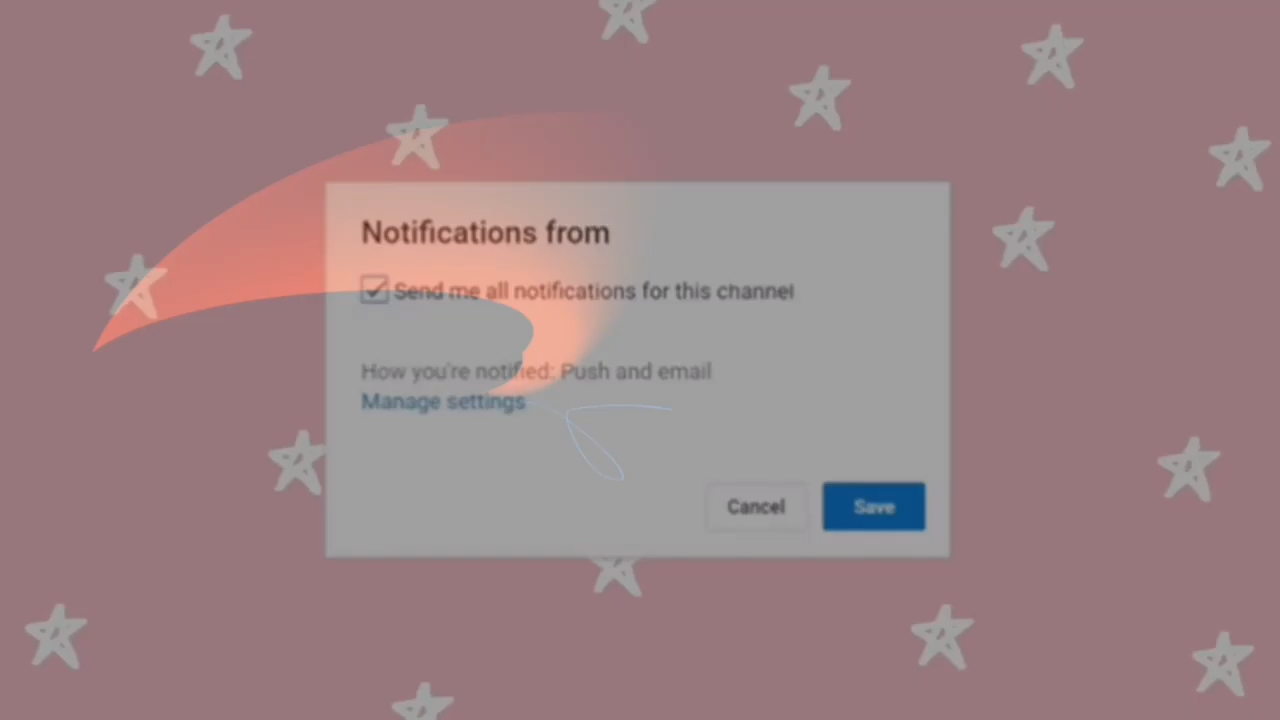 Notifications from
Send me all notifications for this channel
How you're notified: Push and email
Manage settings
Cancel
Save